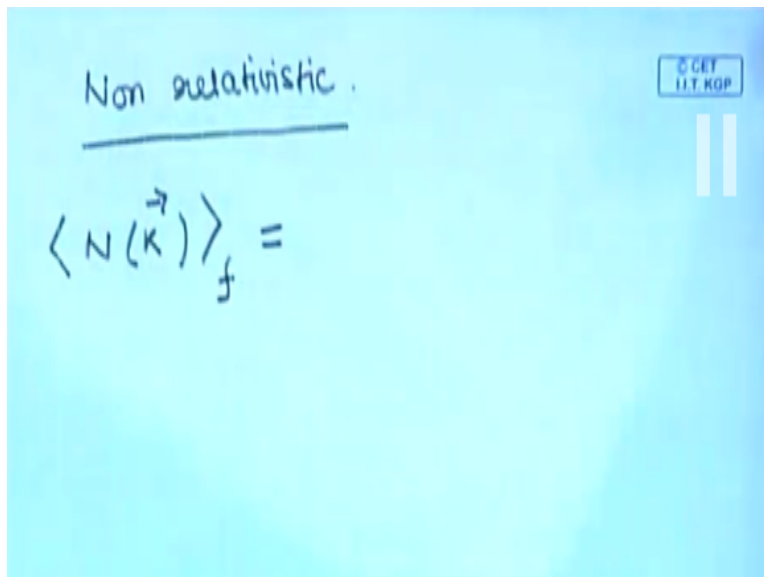 Non relativistic.
© CET
I.I.T. KGP
⟨N(K⃗)⟩_f =